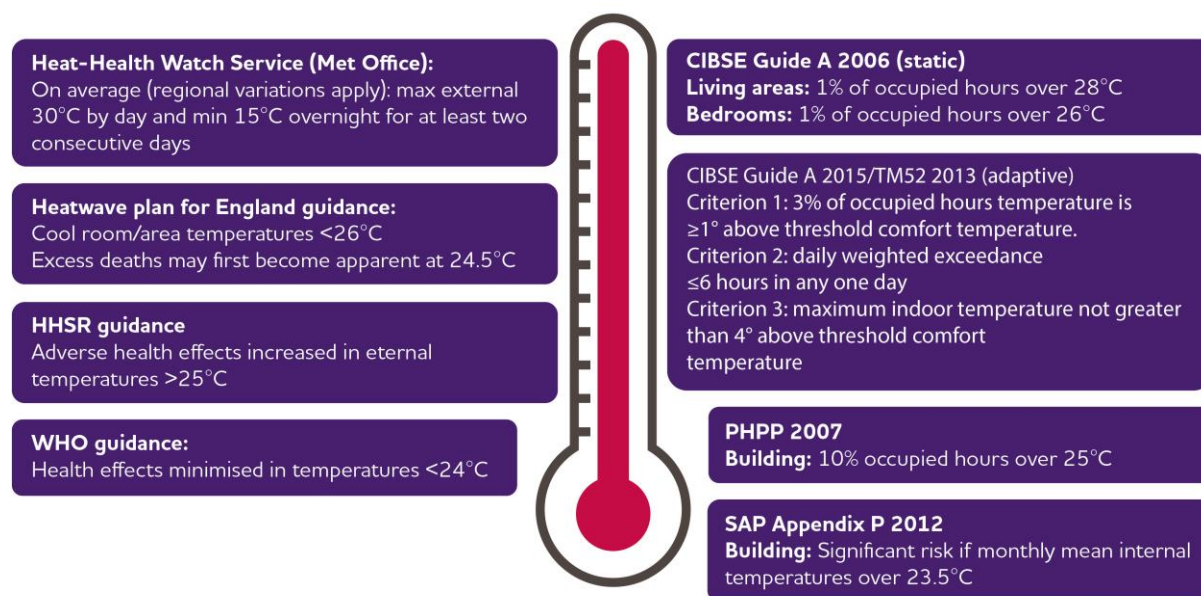 Heat-Health Watch Service (Met Office):
On average (regional variations apply): max external
30°C by day and min 15°C overnight for at least two
consecutive days
Heatwave plan for England guidance:
Cool room/area temperatures <26°C
Excess deaths may first become apparent at 24.5°C
HHSR guidance
Adverse health effects increased in eternal
temperatures >25°C
WHO guidance:
Health effects minimised in temperatures <24°C
CIBSE Guide A 2006 (static)
Living areas: 1% of occupied hours over 28°C
Bedrooms: 1% of occupied hours over 26°C
CIBSE Guide A 2015/TM52 2013 (adaptive)
Criterion 1: 3% of occupied hours temperature is
≥1° above threshold comfort temperature.
Criterion 2: daily weighted exceedance
≤6 hours in any one day
Criterion 3: maximum indoor temperature not greater
than 4° above threshold comfort
temperature
PHPP 2007
Building: 10% occupied hours over 25°C
SAP Appendix P 2012
Building: Significant risk if monthly mean internal
temperatures over 23.5°C